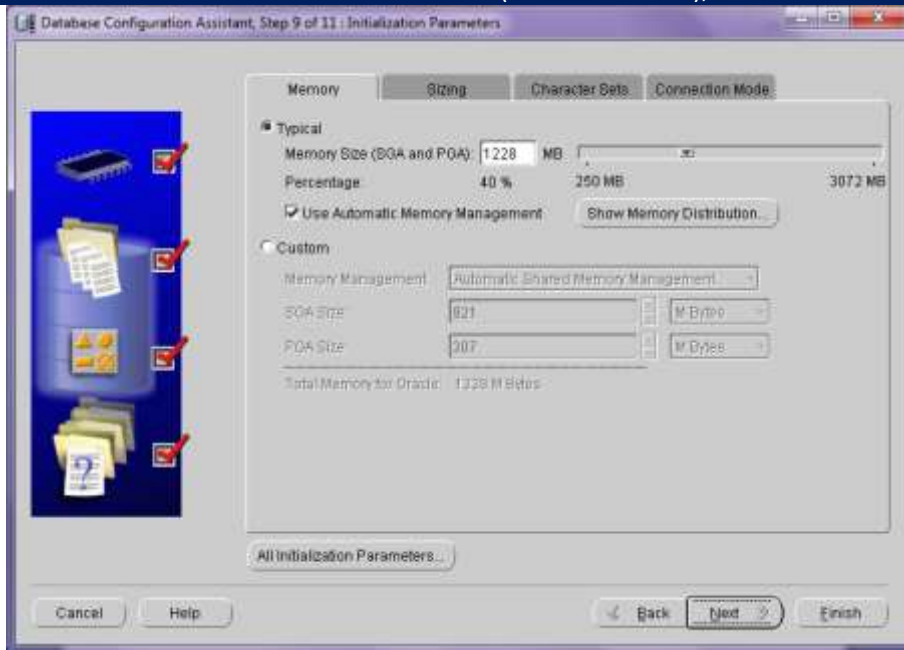 Database Configuration Assistant, Step 9 of 11 : Initialization Parameters
Memory Sizing Character Sets Connection Mode
Typical
Memory Size (SGA and PGA): 1228 MB
Percentage: 40 % 250 MB 3072 MB
Use Automatic Memory Management Show Memory Distribution...
Custom
Memory Management Automatic Shared Memory Management
SGA Size: 921 M Bytes
PGA Size: 307 M Bytes
Total Memory for Oracle: 1228 M Bytes
?
All Initialization Parameters...
Cancel Help Back Next Finish